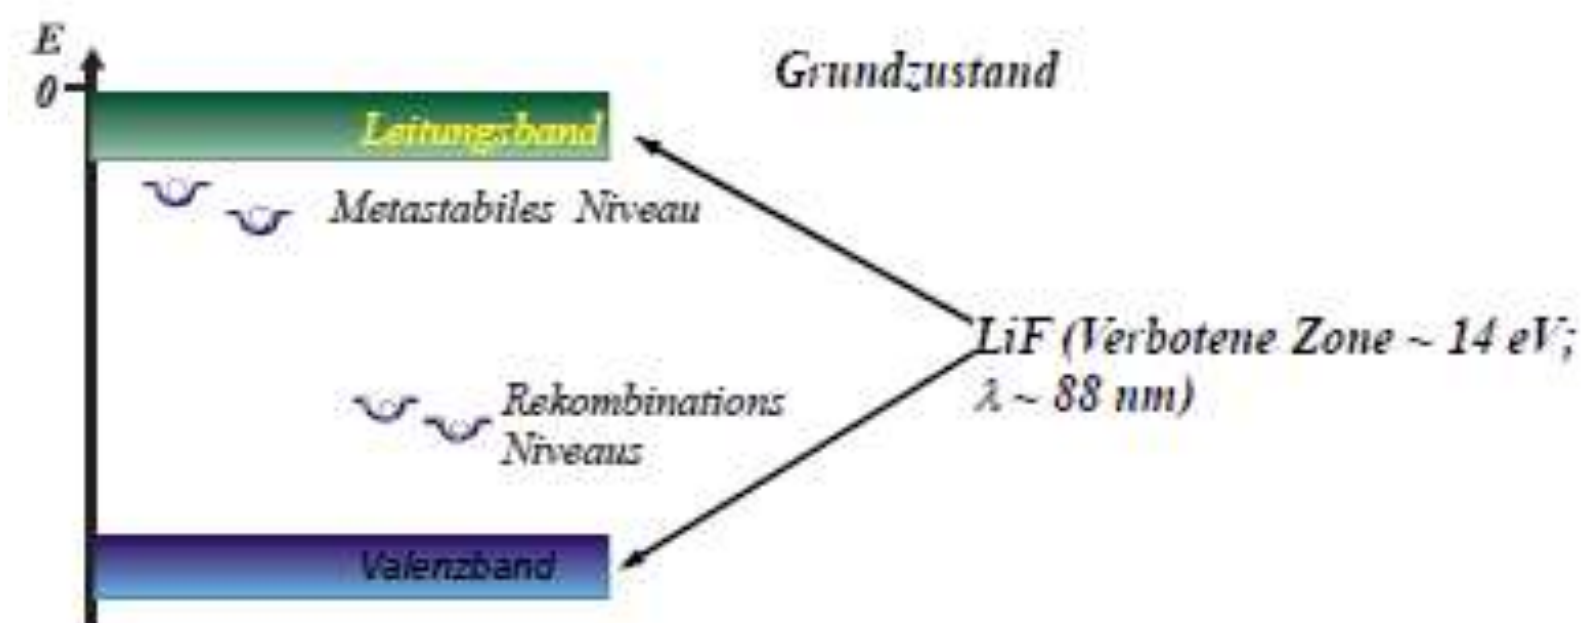 E
0
Grundzustand
Leitungsband
Metastabiles Niveau
LiF (Verbotene Zone ~ 14 eV;
λ ~ 88 nm)
Rekombinations
Niveaus
Valenzband